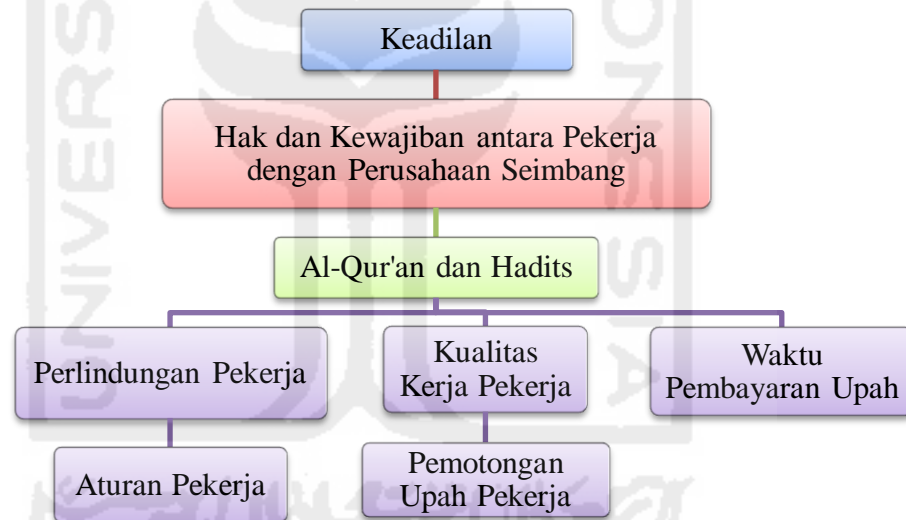 Keadilan
Hak dan Kewajiban antara Pekerja
dengan Perusahaan Seimbang
Al-Qur'an dan Hadits
Perlindungan Pekerja
Kualitas
Kerja Pekerja
Waktu
Pembayaran Upah
Aturan Pekerja
Pemotongan
Upah Pekerja